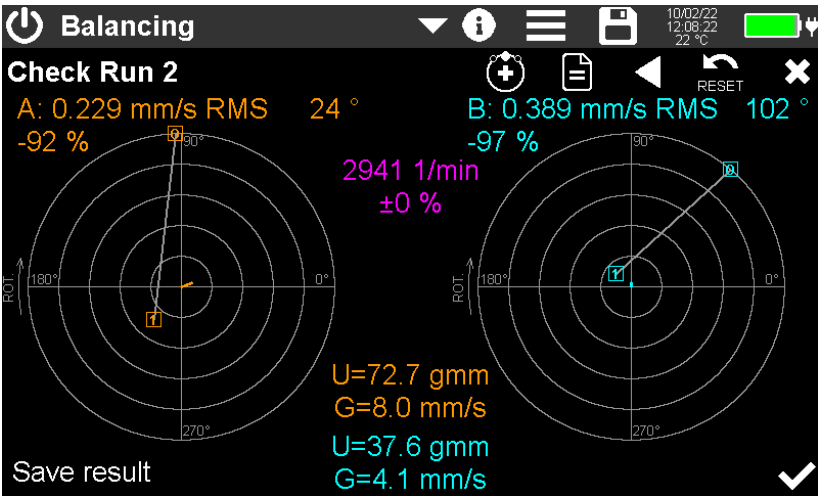 Balancing
i
10/02/22
12:08:22
22 °C
Check Run 2
RESET
A: 0.229 mm/s RMS 24 °
-92 %
B: 0.389 mm/s RMS 102 °
-97 %
2941 1/min
±0 %
0
90°
180°
0°
270°
1
ROT.
0
90°
180°
0°
270°
1
ROT.
U=72.7 gmm
G=8.0 mm/s
U=37.6 gmm
G=4.1 mm/s
Save result